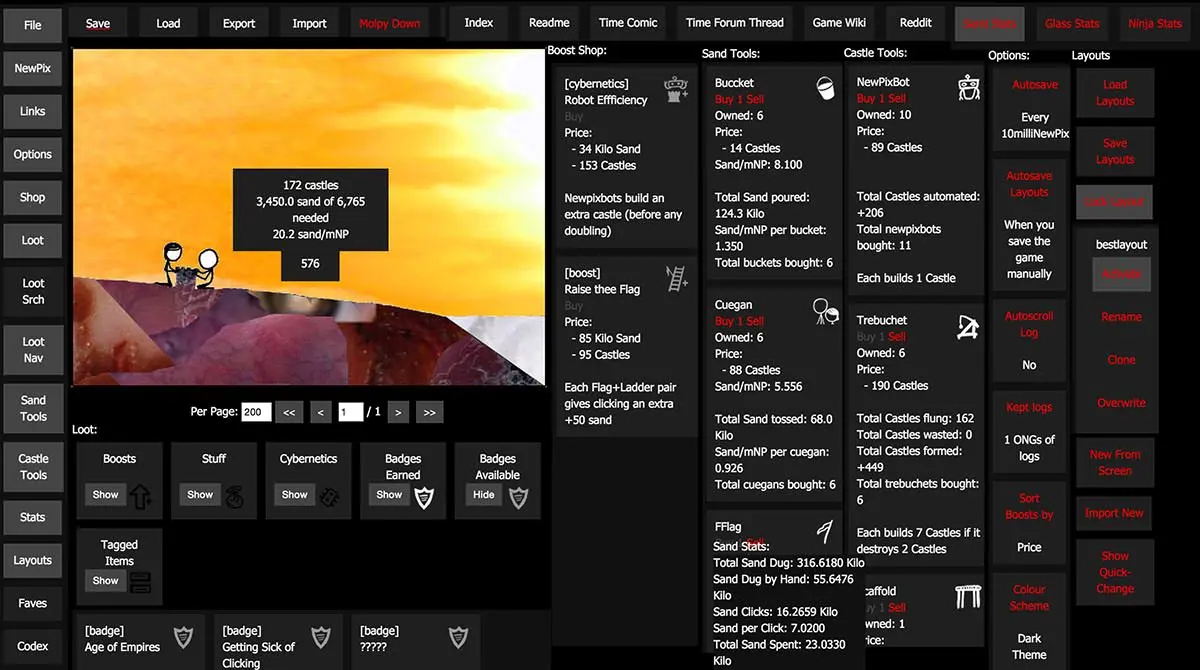 File
Save
Load
Export
Import
Molpy Down
Index
Readme
Time Comic
Time Forum Thread
Game Wiki
Reddit
Sand Stats
Glass Stats
Ninja Stats
NewPix
Links
Options
Shop
Loot
Loot
Srch
Loot
Nav
Sand
Tools
Castle
Tools
Stats
Layouts
Faves
Codex
172 castles
3,450.0 sand of 6,765
needed
20.2 sand/mNP
576
Per Page: 200 << < 1 / 1 > >>
Loot:
Boosts
Show
Stuff
Show
Cybernetics
Show
Badges
Earned
Show
Badges
Available
Hide
Tagged
Items
Show
[badge]
Age of Empires
[badge]
Getting Sick of
Clicking
[badge]
?????
Boost Shop:
[cybernetics]
Robot Effficiency
Buy
Price:
- 34 Kilo Sand
- 153 Castles
Newpixbots build an
extra castle (before any
doubling)
[boost]
Raise thee Flag
Buy
Price:
- 85 Kilo Sand
- 95 Castles
Each Flag+Ladder pair
gives clicking an extra
+50 sand
Sand Tools:
Buccket
Buy 1 Sell
Owned: 6
Price:
- 14 Castles
Sand/mNP: 8.100
Total Sand poured:
124.3 Kilo
Sand/mNP per bucket:
1.350
Total buckets bought: 6
Cuegan
Buy 1 Sell
Owned: 6
Price:
- 88 Castles
Sand/mNP: 5.556
Total Sand tossed: 68.0
Kilo
Sand/mNP per cuegan:
0.926
Total cuegans bought: 6
FFlag
Sell
Sand Stats:
Total Sand Dug: 316.6180 Kilo
Sand Dug by Hand: 55.6476
Kilo
Sand Clicks: 16.2659 Kilo
Sand per Click: 7.0200
Total Sand Spent: 23.0330
Kilo
Castle Tools:
NewPixBot
Buy 1 Sell
Owned: 10
Price:
- 89 Castles
Total Castles automated:
+206
Total newpixbots
bought: 11
Each builds 1 Castle
Trebuchet
Buy 1 Sell
Owned: 6
Price:
- 190 Castles
Total Castles flung: 162
Total Castles wasted: 0
Total Castles formed:
+449
Total trebuchets bought:
6
Each builds 7 Castles if it
destroys 2 Castles
caffold
uy 1 Sell
wned: 1
rice:
Options:
Autosave
Every
10milliNewPix
Autosave
Layouts
When you
save the
game
manually
Autoscroll
Log
No
Kept logs
1 ONGs of
logs
Sort
Boosts by
Price
Colour
Scheme
Dark
Theme
Layouts
Load
Layouts
Save
Layouts
bestlayout
Activate
Rename
Clone
Overwrite
New From
Screen
Import New
Show
Quick-
Change